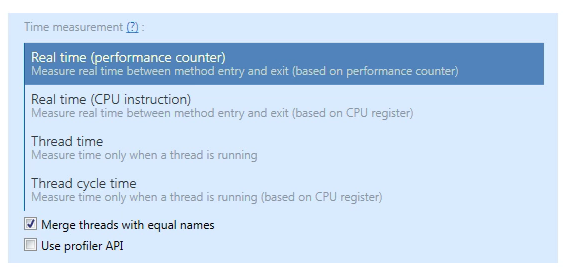 Time measurement (?) :
Real time (performance counter)
Measure real time between method entry and exit (based on performance counter)
Real time (CPU instruction)
Measure real time between method entry and exit (based on CPU register)
Thread time
Measure time only when a thread is running
Thread cycle time
Measure time only when a thread is running (based on CPU register)
Merge threads with equal names
Use profiler API